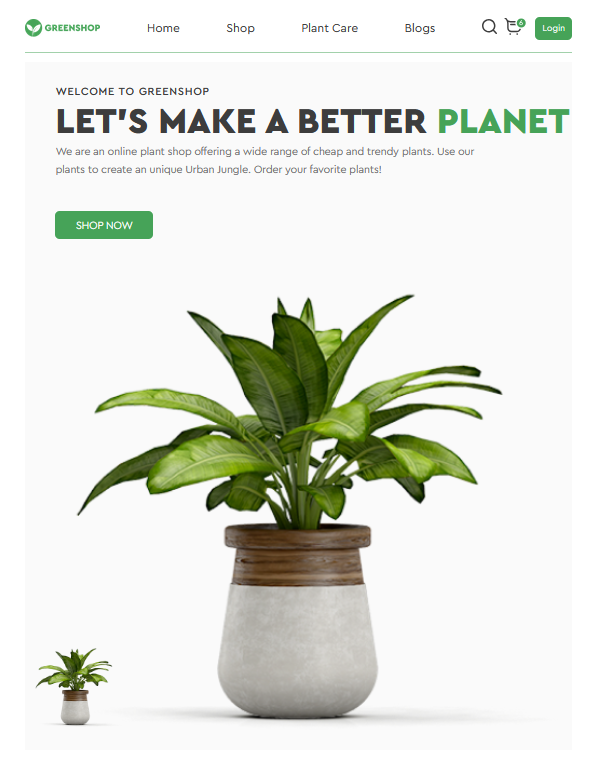 GREENSHOP
Home
Shop
Plant Care
Blogs
6
Login
WELCOME TO GREENSHOP
LET'S MAKE A BETTER PLANET
We are an online plant shop offering a wide range of cheap and trendy plants. Use our
plants to create an unique Urban Jungle. Order your favorite plants!
SHOP NOW